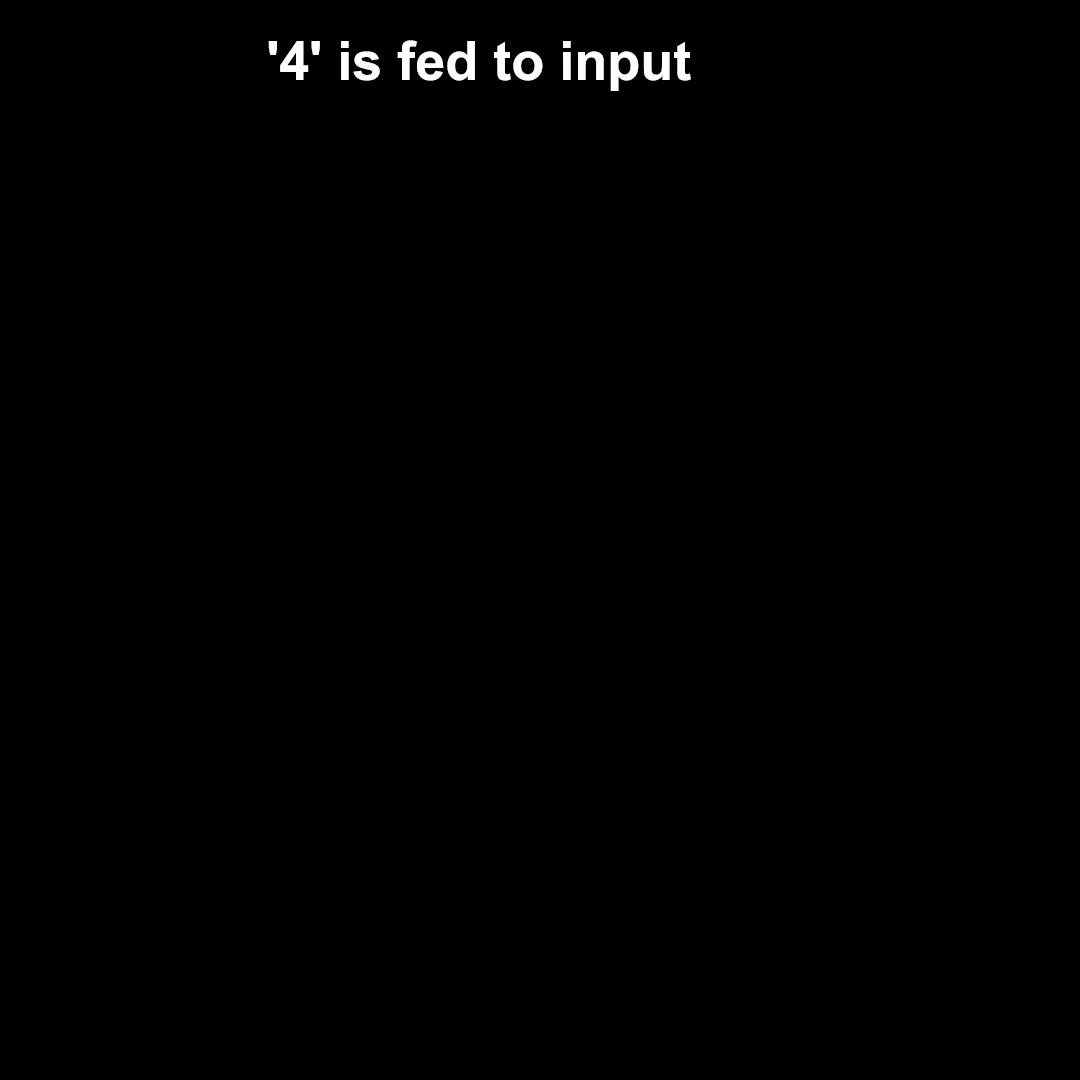 '4' is fed to input